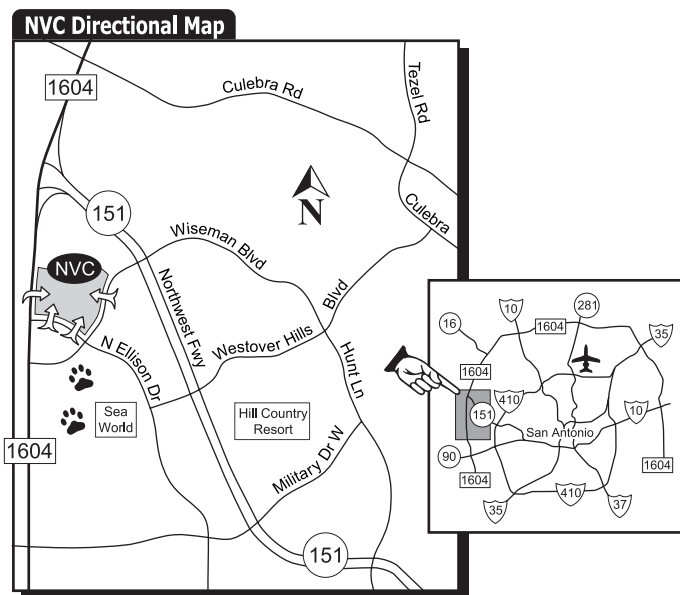 NVC Directional Map
1604
Culebra Rd
Tezel Rd
N
151
Culebra
Wiseman Blvd
NVC
Northwest Fwy
Blvd
Westover Hills
N Ellison Dr
Hunt Ln
Sea
World
Hill Country
Resort
1604
Military Dr W
151
10
281
16
1604
35
1604
410
151
10
San Antonio
90
1604
1604
35
410
37